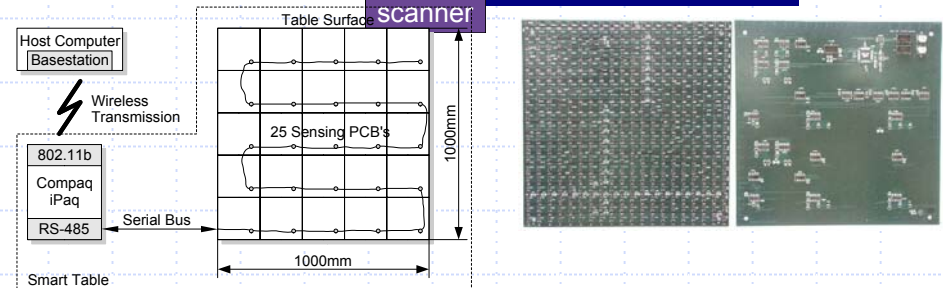 scanner
Table Surface
Host Computer
Basestation
Wireless
Transmission
802.11b
Compaq
iPaq
RS-485
Serial Bus
25 Sensing PCB's
1000mm
1000mm
Smart Table